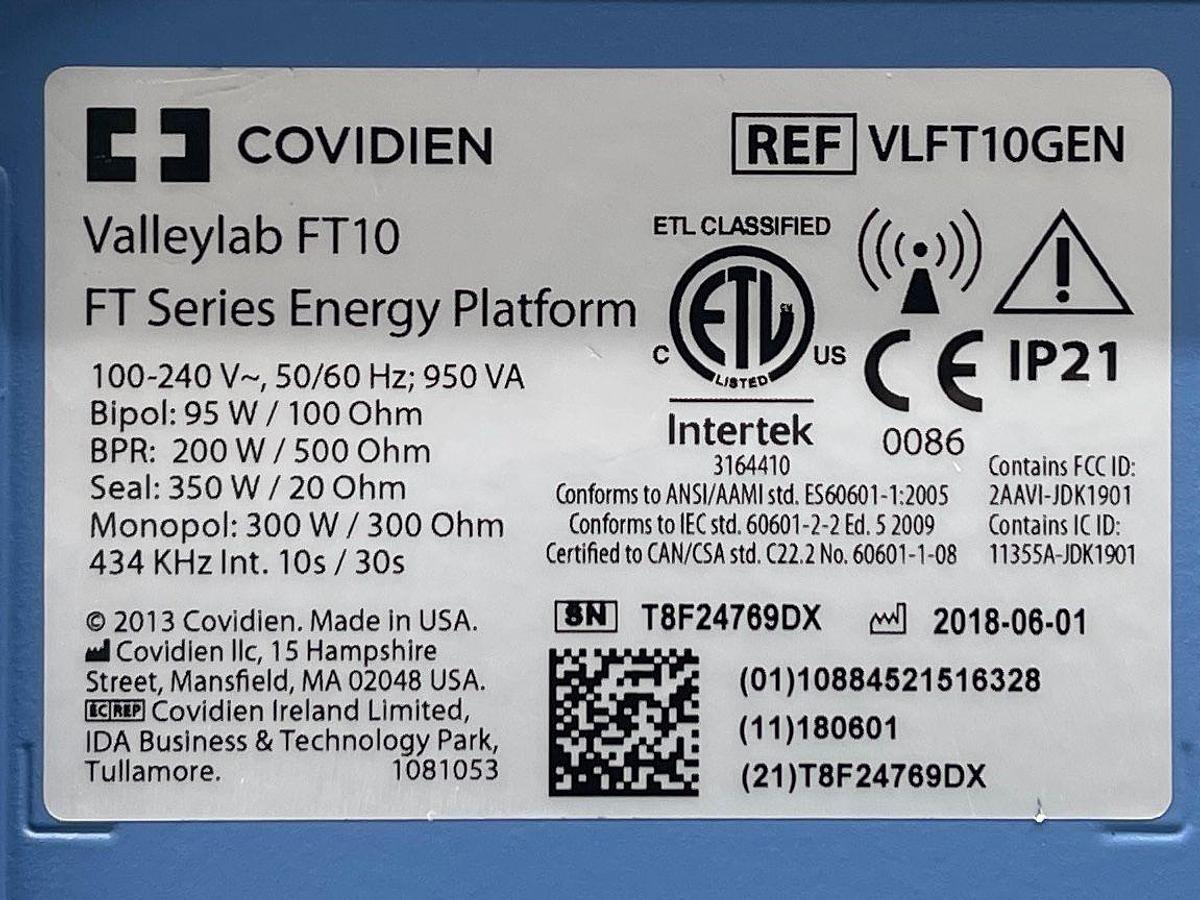 COVIDIEN
REF VLFT10GEN
Valleylab FT10
FT Series Energy Platform
100-240 V~, 50/60 Hz; 950 VA
Bipol: 95 W / 100 Ohm
BPR: 200 W / 500 Ohm
Seal: 350 W / 20 Ohm
Monopol: 300 W / 300 Ohm
434 KHz Int. 10s / 30s
ETL CLASSIFIED
ETL
CM
LISTED
C
US
Intertek
3164410
CE
0086
IP21
Conforms to ANSI/AAMI std. ES60601-1:2005
Conforms to IEC std. 60601-2-2 Ed. 5 2009
Certified to CAN/CSA std. C22.2 No. 60601-1-08
Contains FCC ID:
2AAVI-JDK1901
Contains IC ID:
11355A-JDK1901
© 2013 Covidien. Made in USA.
Covidien llc, 15 Hampshire
Street, Mansfield, MA 02048 USA.
EC REP Covidien Ireland Limited,
IDA Business & Technology Park,
Tullamore. 1081053
SN T8F24769DX 2018-06-01
(01)10884521516328
(11)180601
(21)T8F24769DX